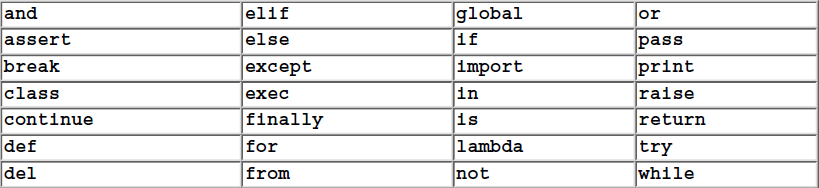 and elif global or
assert else if pass
break except import print
class exec in raise
continue finally is return
def for lambda try
del from not while